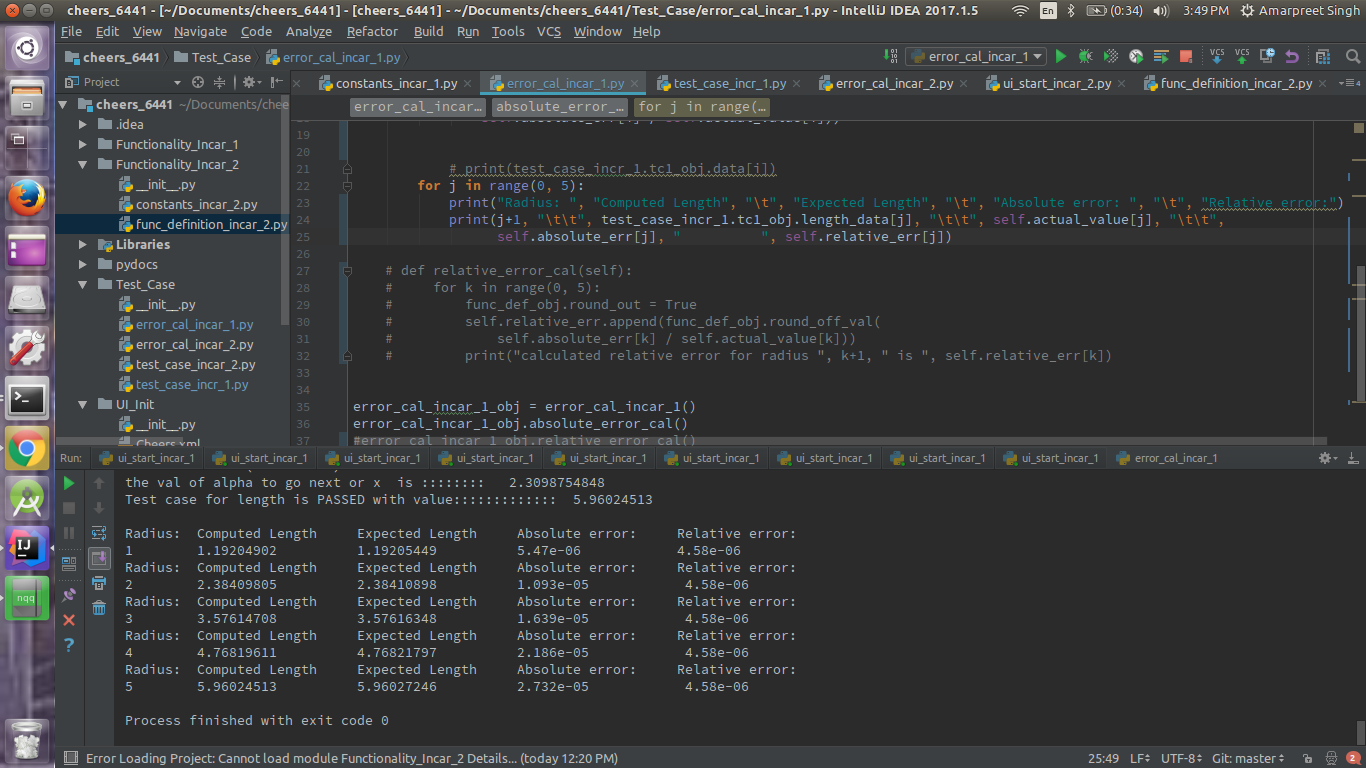 cheers_6441 - [~/Documents/cheers_6441] - [cheers_6441] - ~/Documents/cheers_6441/Test_Case/error_cal_incar_1.py - IntelliJ IDEA 2017.1.5
En
(0:34)
3:49 PM
Amarpreet Singh
File Edit View Navigate Code Analyze Refactor Build Run Tools VCS Window Help
cheers_6441 Test_Case error_cal_incar_1.py
error_cal_incar_1
VCS VCS
Project
constants_incar_1.py error_cal_incar_1.py test_case_incr_1.py error_cal_incar_2.py ui_start_incar_2.py func_definition_incar_2.py
cheers_6441 ~/Documents/chee
.idea
Functionality_Incar_1
Functionality_Incar_2
__init__.py
constants_incar_2.py
func_definition_incar_2.py
Libraries
pydocs
Test_Case
__init__.py
error_cal_incar_1.py
error_cal_incar_2.py
test_case_incar_2.py
test_case_incr_1.py
UI_Init
__init__.py
Cheers.xml
error_cal_incar... absolute_error_... for j in range(...
19
20
21 # print(test_case_incr_1.tc1_obj.data[i])
22 for j in range(0, 5):
23 print("Radius: ", "Computed Length", "\t", "Expected Length", "\t", "Absolute error: ", "\t", "Relative error:")
24 print(j+1, "\t\t", test_case_incr_1.tc1_obj.length_data[j], "\t\t", self.actual_value[j], "\t\t",
25 self.absolute_err[j], "          ", self.relative_err[j])
26
27 # def relative_error_cal(self):
28 # for k in range(0, 5):
29 # func_def_obj.round_out = True
30 # self.relative_err.append(func_def_obj.round_off_val(
31 # self.absolute_err[k] / self.actual_value[k]))
32 # print("calculated relative error for radius ", k+1, " is ", self.relative_err[k])
33
34
35 error_cal_incar_1_obj = error_cal_incar_1()
36 error_cal_incar_1_obj.absolute_error_cal()
37 #error_cal_incar_1_obj.relative_error_cal()
Run: ui_start_incar_1 ui_start_incar_1 ui_start_incar_1 ui_start_incar_1 ui_start_incar_1 ui_start_incar_1 ui_start_incar_1 ui_start_incar_1 ui_start_incar_1 error_cal_incar_1
the val of alpha to go next or x  is ::::::::   2.3098754848
Test case for length is PASSED with value:::::::::::::  5.96024513
Radius:  Computed Length     Expected Length     Absolute error:     Relative error:
1        1.19204902          1.19205449          5.47e-06            4.58e-06
Radius:  Computed Length     Expected Length     Absolute error:     Relative error:
2        2.38409805          2.38410898          1.093e-05            4.58e-06
Radius:  Computed Length     Expected Length     Absolute error:     Relative error:
3        3.57614708          3.57616348          1.639e-05            4.58e-06
Radius:  Computed Length     Expected Length     Absolute error:     Relative error:
4        4.76819611          4.76821797          2.186e-05            4.58e-06
Radius:  Computed Length     Expected Length     Absolute error:     Relative error:
5        5.96024513          5.96027246          2.732e-05            4.58e-06
Process finished with exit code 0
IJ
nqq
Error Loading Project: Cannot load module Functionality_Incar_2 Details... (today 12:20 PM)
25:49 LF UTF-8 Git: master 2